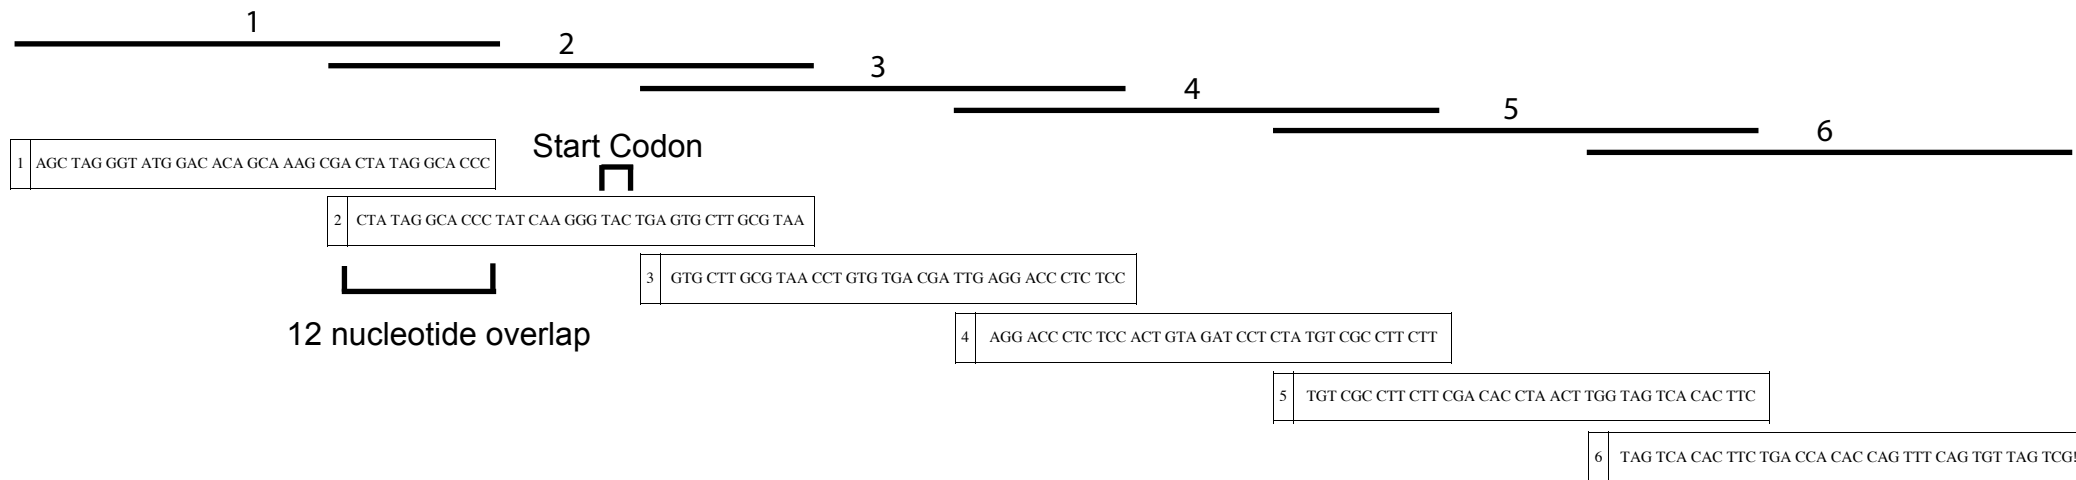 1
2
3
4
5
6
Start Codon
1 AGC TAG GGT ATG GAC ACA GCA AAG CGA CTA TAG GCA CCC
2 CTA TAG GCA CCC TAT CAA GGG TAC TGA GTG CTT GCG TAA
3 GTG CTT GCG TAA CCT GTG TGA CGA TTG AGG ACC CTC TCC
12 nucleotide overlap
4 AGG ACC CTC TCC ACT GTA GAT CCT CTA TGT CGC CTT CTT
5 TGT CGC CTT CTT CGA CAC CTA ACT TGG TAG TCA CAC TTC
6 TAG TCA CAC TTC TGA CCA CAC CAG TTT CAG TGT TAG TCG!